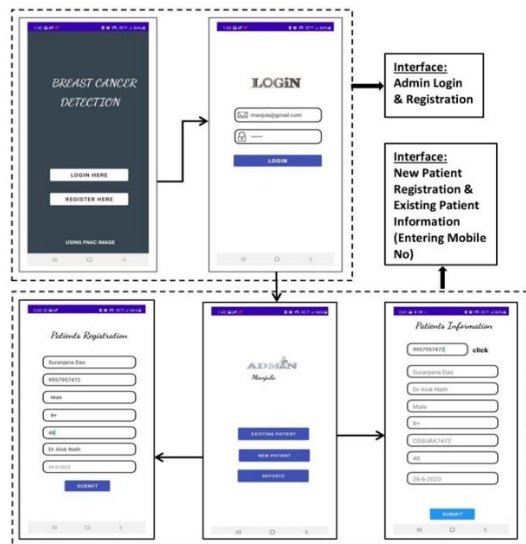 BREAST CANCER
DETECTION
LOGIN HERE
REGISTER HERE
USING FNAC IMAGE
LOGiN
manjula@gmail.com
LOGIN
Interface:
Admin Login
& Registration
Interface:
New Patient
Registration &
Existing Patient
Information
(Entering Mobile
No)
Patients Registration
Suranjana Das
9957957472
Male
B+
48
Dr Alok Nath
26-6-2023
SUBMIT
ADMIN
Manjula
EXISTING PATIENT
NEW PATIENT
REPORTS
Patients Information
9957957472 click
Suranjana Das
Dr Alok Nath
Male
B+
COSURA7472
48
26-6-2023
SUBMIT